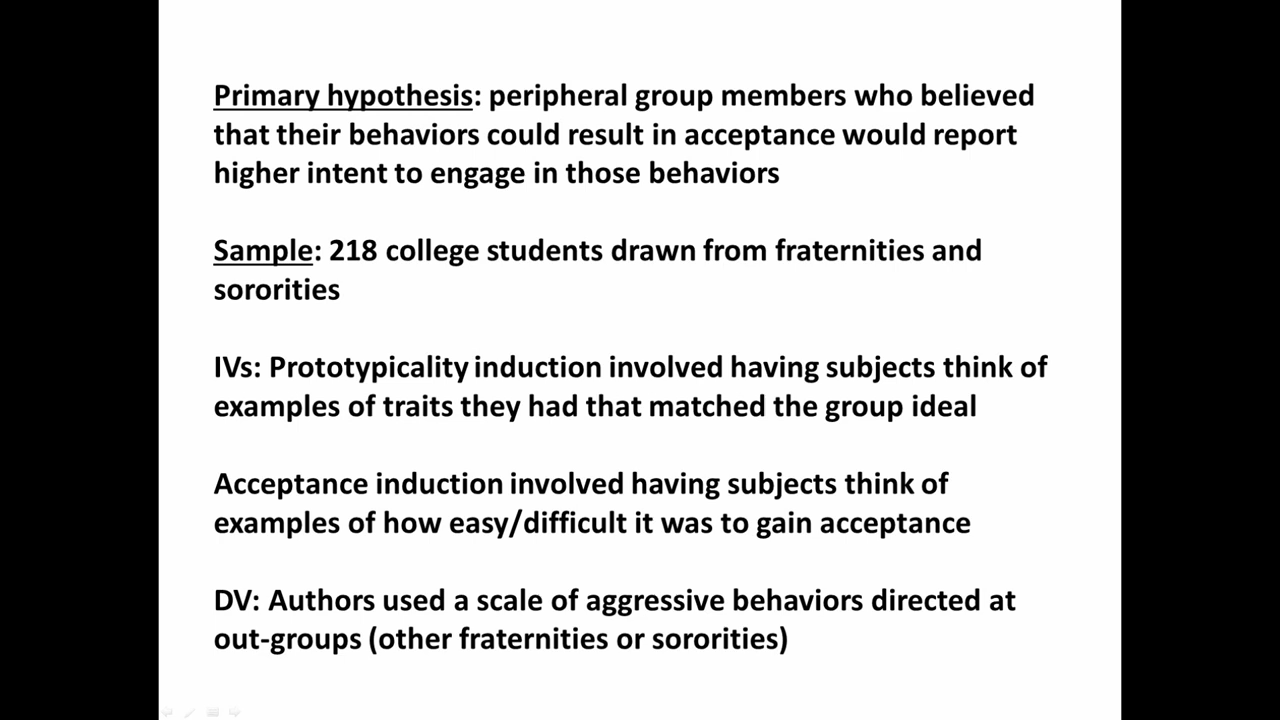 Primary hypothesis: peripheral group members who believed
that their behaviors could result in acceptance would report
higher intent to engage in those behaviors
Sample: 218 college students drawn from fraternities and
sororities
IVs: Prototypicality induction involved having subjects think of
examples of traits they had that matched the group ideal
Acceptance induction involved having subjects think of
examples of how easy/difficult it was to gain acceptance
DV: Authors used a scale of aggressive behaviors directed at
out-groups (other fraternities or sororities)